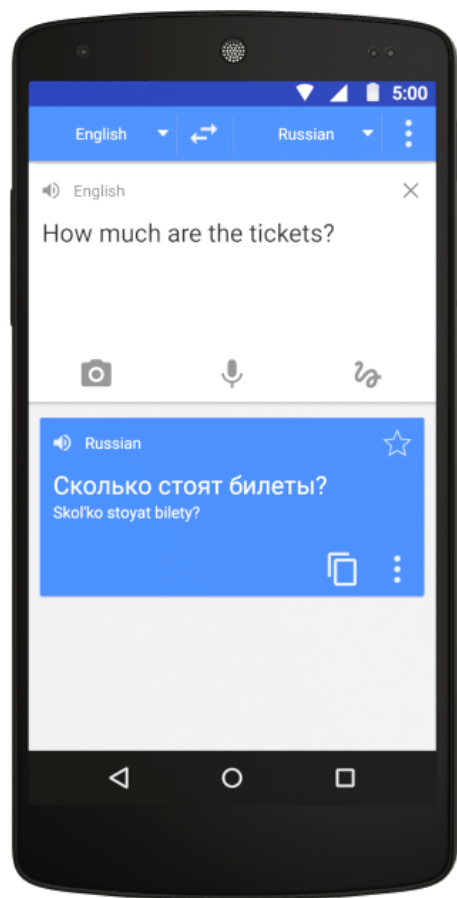 5:00
English Russian
English
How much are the tickets?
Russian
Сколько стоят билеты?
Skol'ko stoyat bilety?